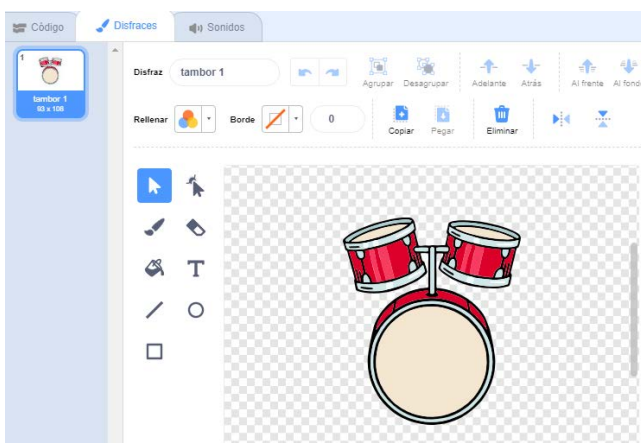 Código Disfraces Sonidos
1
tambor 1
93 x 108
Disfraz tambor 1
Agrupar Desagrupar Adelante Atrás Al frente Al fondo
Rellenar Borde 0
Copiar Pegar Eliminar
T